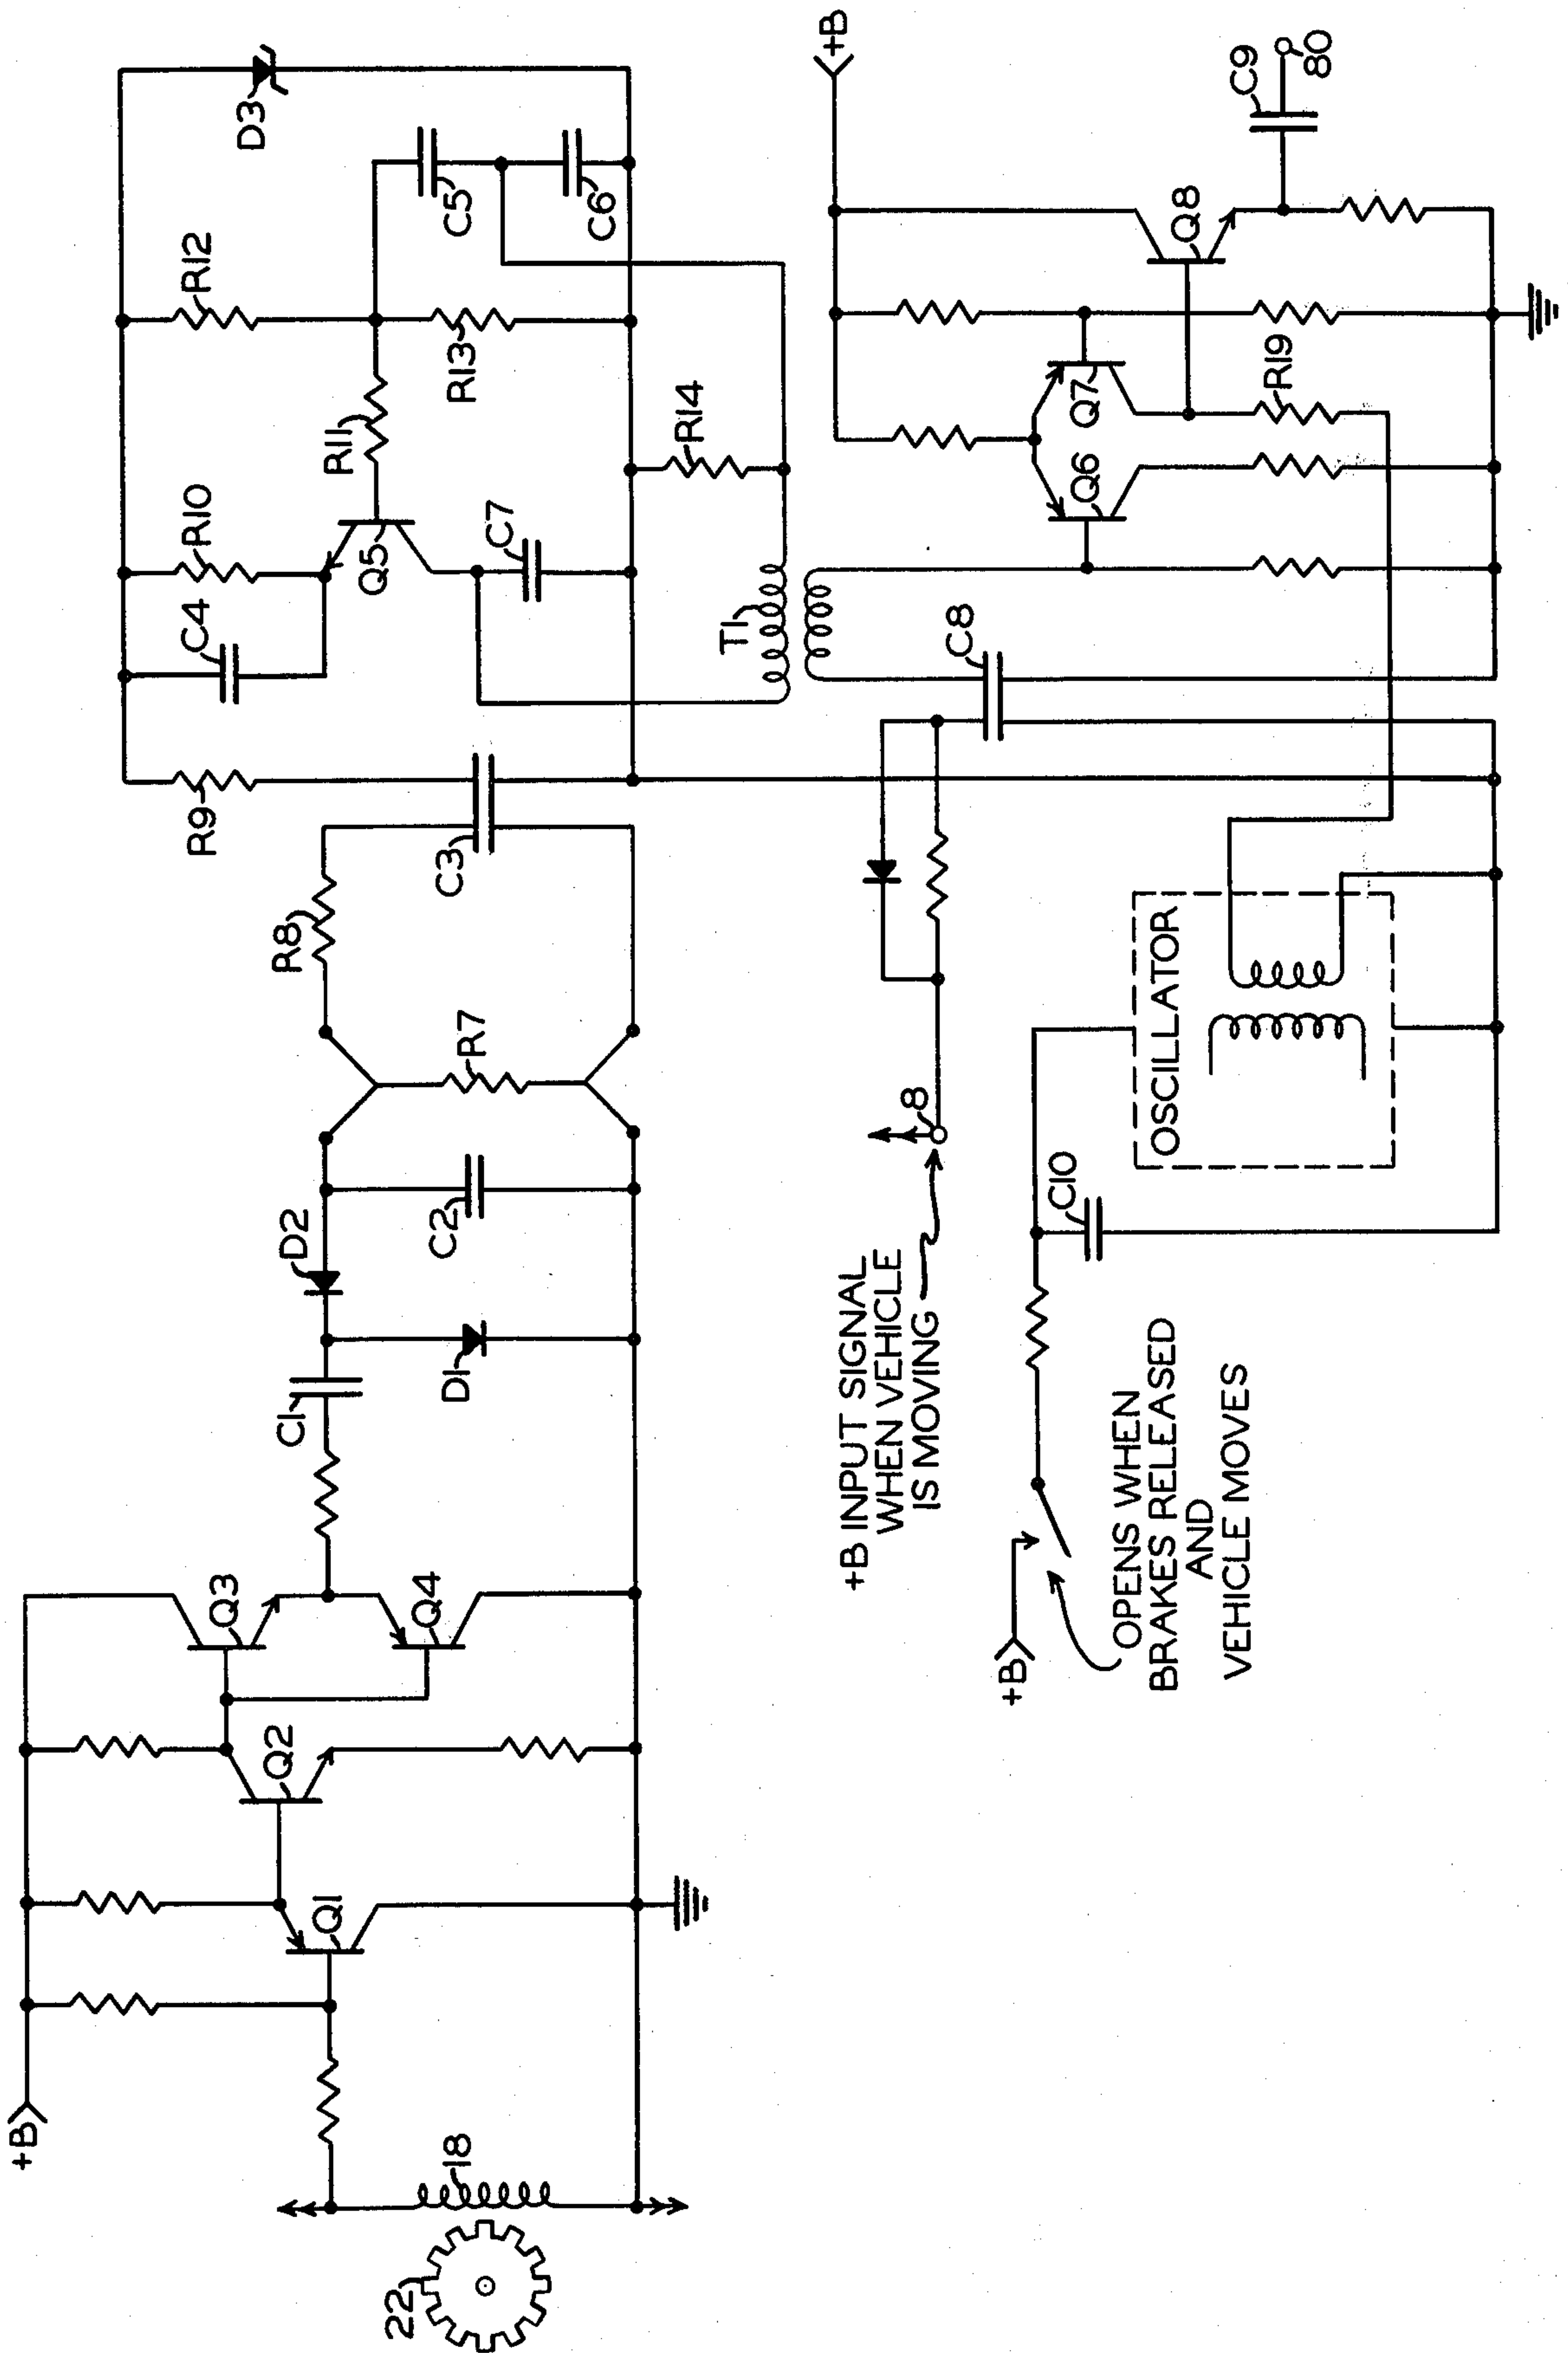 +B
22
18
Q1
Q2
Q3
Q4
C1
D1
D2
C2
R7
R8
C3
R9
C4
R10
Q5
R11
C7
R12
R13
C5
C6
D3
R14
T1
+B INPUT SIGNAL
WHEN VEHICLE
IS MOVING
8
C8
Q6
Q7
R19
Q8
C9
80
+B
+B
OPENS WHEN
BRAKES RELEASED
AND
VEHICLE MOVES
C10
OSCILLATOR